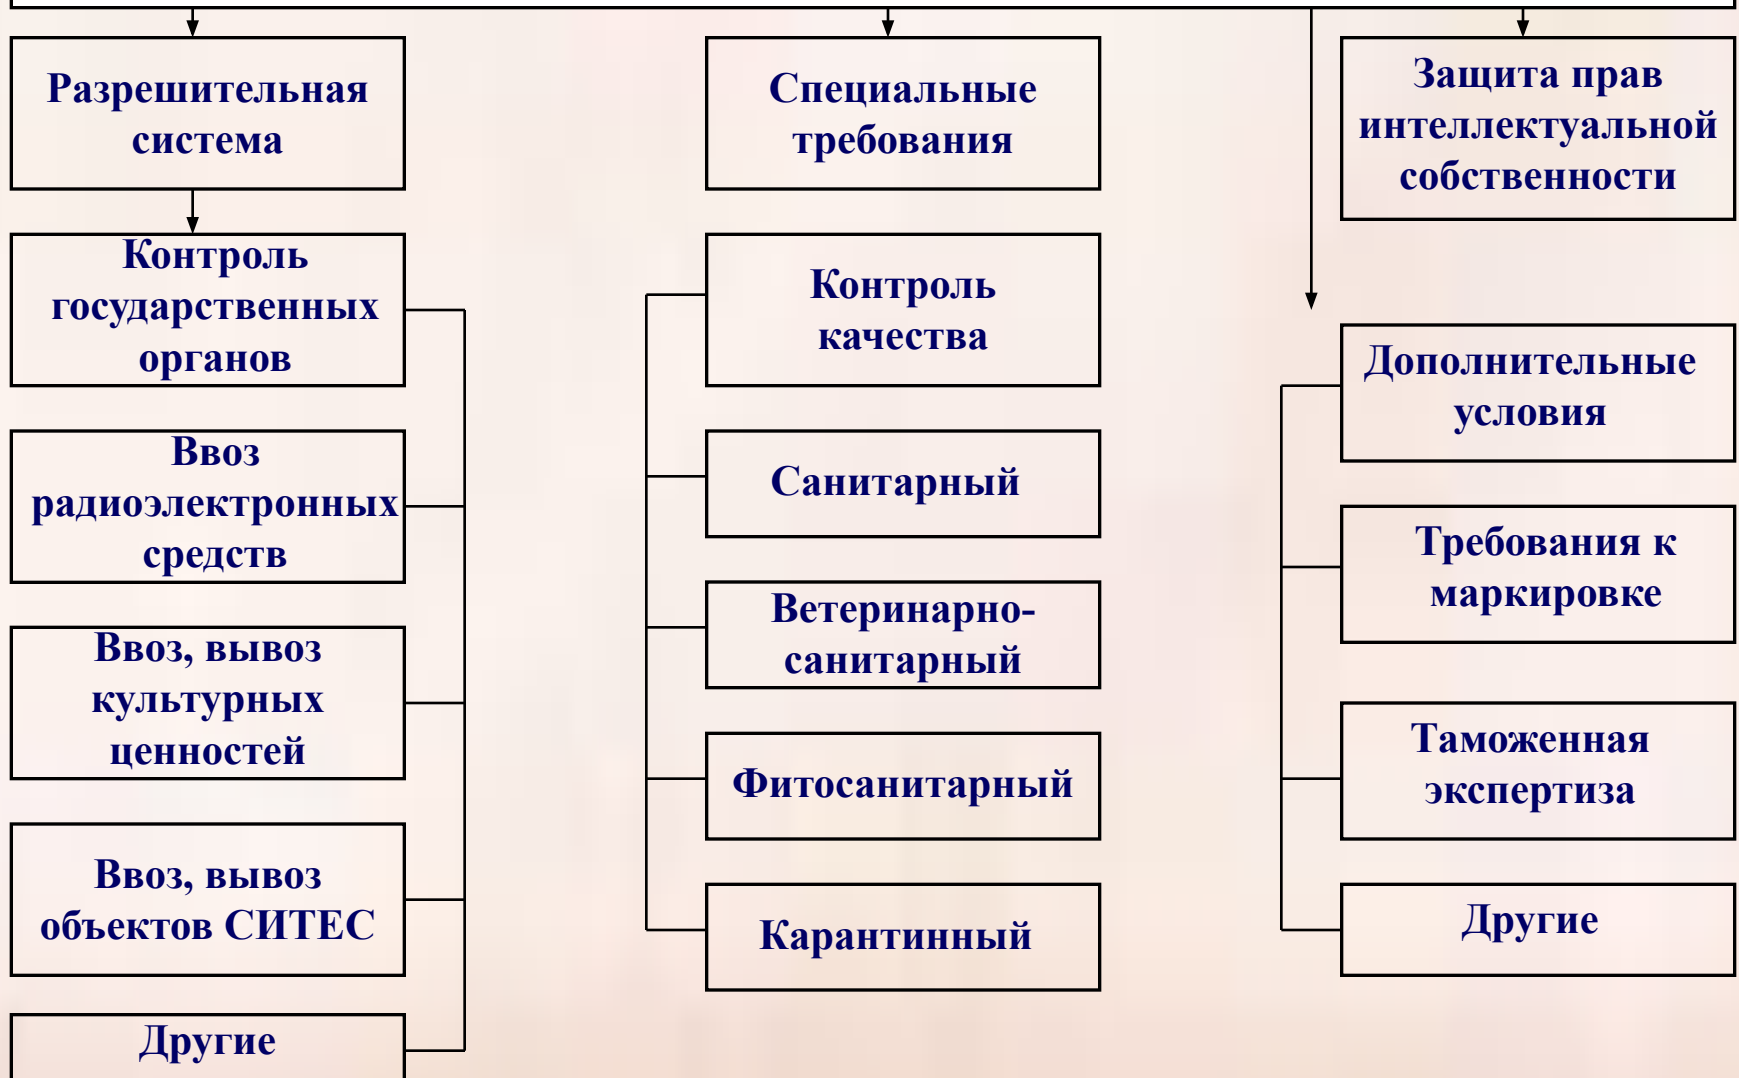 Разрешительная
система
Контроль
государственных
органов
Ввоз
радиоэлектронных
средств
Ввоз, вывоз
культурных
ценностей
Ввоз, вывоз
объектов СИТЕС
Другие
Специальные
требования
Контроль
качества
Санитарный
Ветеринарно-
санитарный
Фитосанитарный
Карантинный
Защита прав
интеллектуальной
собственности
Дополнительные
условия
Требования к
маркировке
Таможенная
экспертиза
Другие